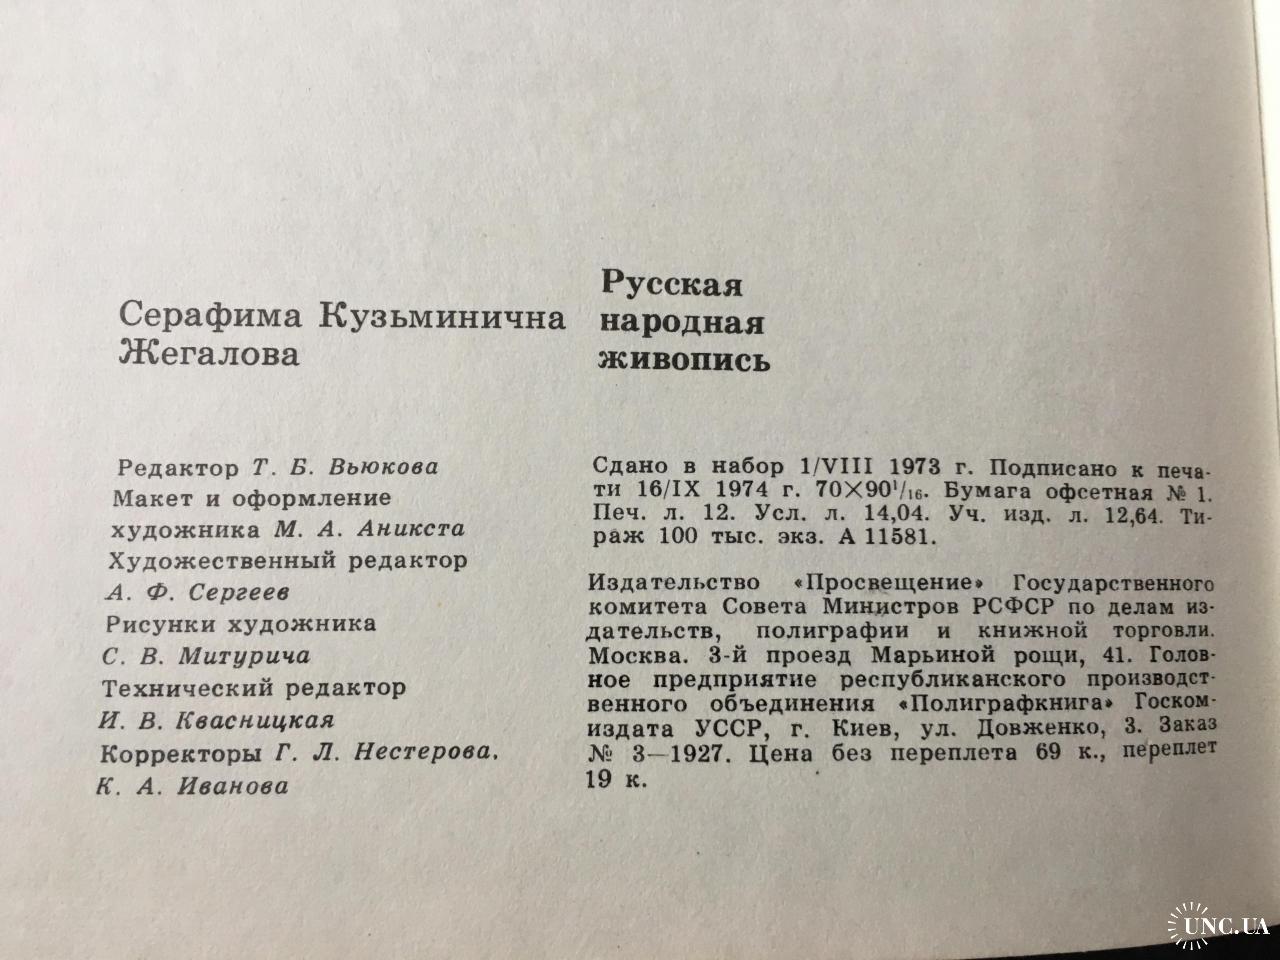 Серафима Кузьминична
Жегалова
Русская
народная
живопись
Редактор Т. Б. Вьюкова
Макет и оформление
художника М. А. Аникста
Художественный редактор
А. Ф. Сергеев
Рисунки художника
С. В. Митурича
Технический редактор
И. В. Квасницкая
Корректоры Г. Л. Нестерова,
К. А. Иванова
Сдано в набор 1/VIII 1973 г. Подписано к печа-
ти 16/IX 1974 г. 70×90¹/₁₆. Бумага офсетная № 1.
Печ. л. 12. Усл. л. 14,04. Уч. изд. л. 12,64. Ти-
раж 100 тыс. экз. А 11581.
Издательство «Просвещение» Государственного
комитета Совета Министров РСФСР по делам из-
дательств, полиграфии и книжной торговли.
Москва. 3-й проезд Марьиной рощи, 41. Голов-
ное предприятие республиканского производст-
венного объединения «Полиграфкнига» Госком-
издата УССР, г. Киев, ул. Довженко, 3. Заказ
№ 3—1927. Цена без переплета 69 к., переплет
19 к.
UNC.UA